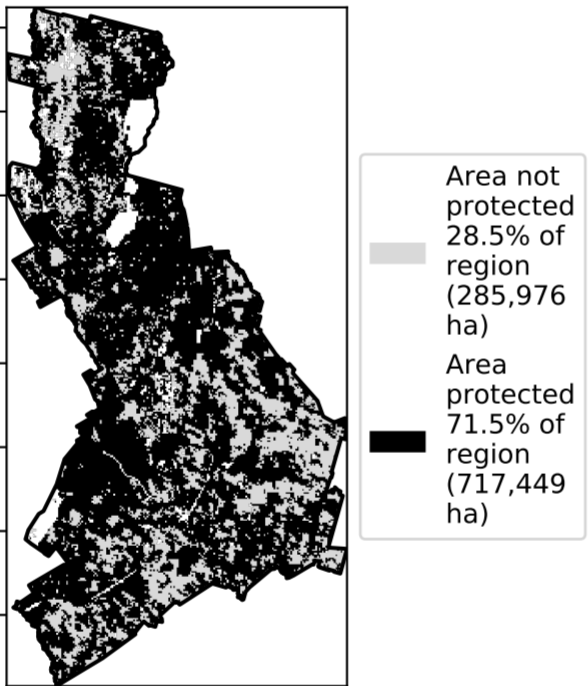 Area not
protected
28.5% of
region
(285,976
ha)
Area
protected
71.5% of
region
(717,449
ha)